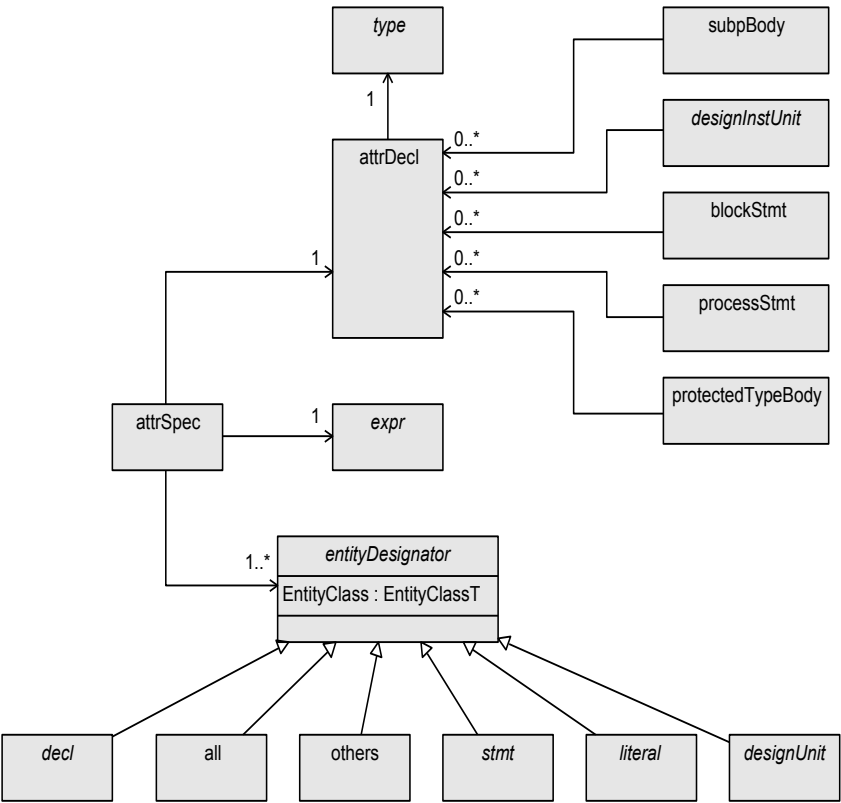 type
subpBody
1
designInstUnit
attrDecl
0..*
0..*
blockStmt
0..*
1
0..*
processStmt
0..*
protectedTypeBody
attrSpec
1
expr
1..*
entityDesignator
EntityClass : EntityClassT
decl
all
others
stmt
literal
designUnit